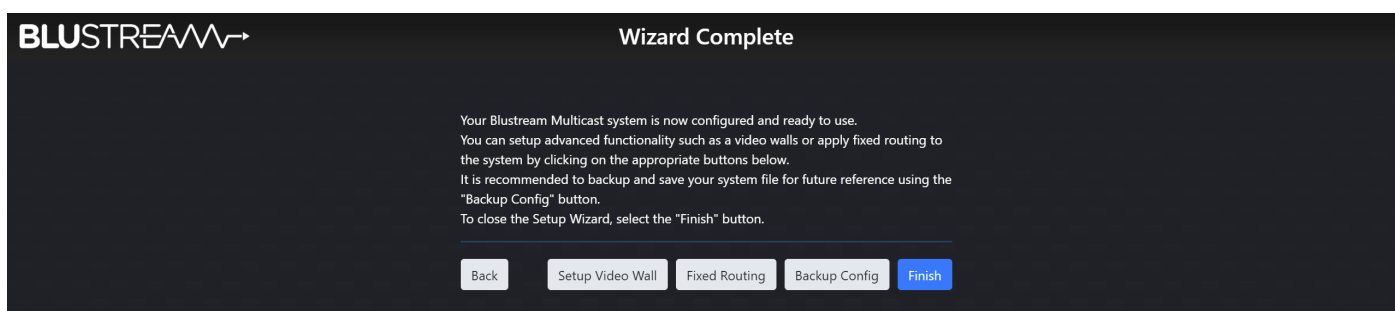 BLUSTREAM
Wizard Complete
Your Blustream Multicast system is now configured and ready to use.
You can setup advanced functionality such as a video walls or apply fixed routing to
the system by clicking on the appropriate buttons below.
It is recommended to backup and save your system file for future reference using the
"Backup Config" button.
To close the Setup Wizard, select the "Finish" button.
Back Setup Video Wall Fixed Routing Backup Config Finish